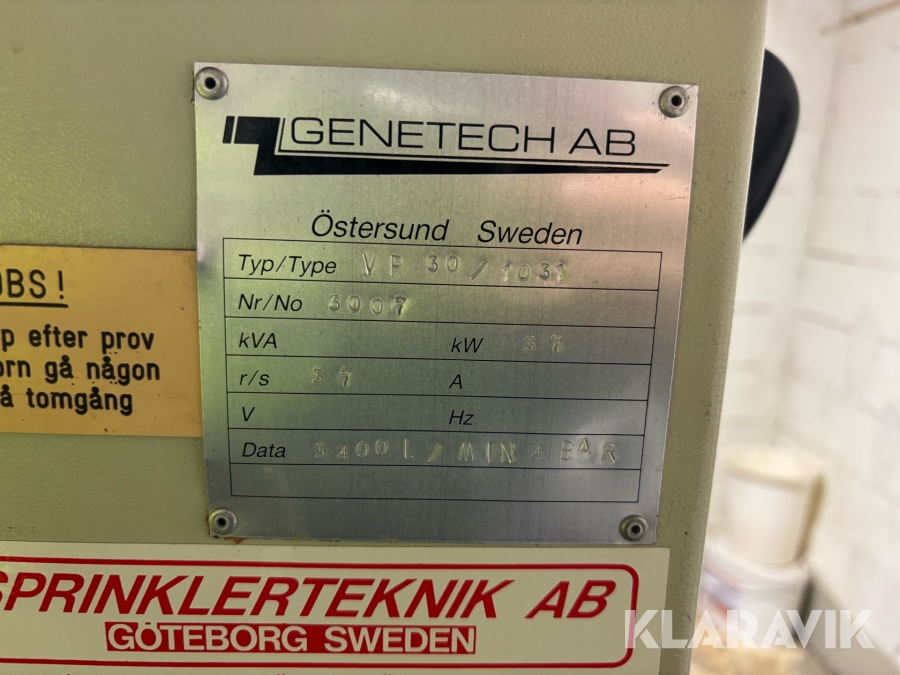 GENETECH AB
Östersund Sweden
Typ/Type VP 30/1031
Nr/No 3007
kVA kW 37
r/s 37 A
V Hz
Data 3400L/MIN 4 BAR
OBS!
p efter prov
orn gå någon
å tomgång
SPRINKLERTEKNIK AB
GÖTEBORG SWEDEN
KLARAVIK